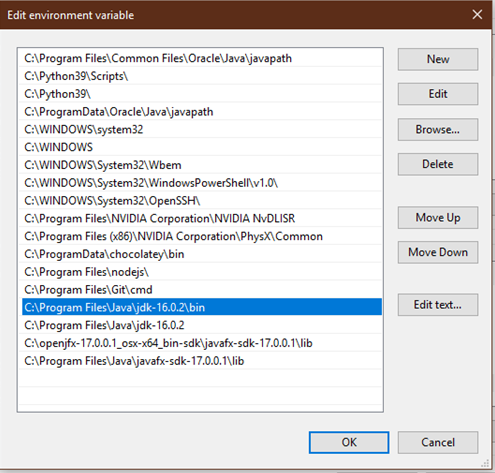 Edit environment variable
C:\Program Files\Common Files\Oracle\Java\javapath
New
C:\Python39\Scripts\
C:\Python39\
Edit
C:\ProgramData\Oracle\Java\javapath
C:\WINDOWS\system32
Browse...
C:\WINDOWS
C:\WINDOWS\System32\Wbem
Delete
C:\WINDOWS\System32\WindowsPowerShell\v1.0\
C:\WINDOWS\System32\OpenSSH\
C:\Program Files\NVIDIA Corporation\NVIDIA NvDLISR
Move Up
C:\Program Files (x86)\NVIDIA Corporation\PhysX\Common
C:\ProgramData\chocolatey\bin
Move Down
C:\Program Files\nodejs\
C:\Program Files\Git\cmd
C:\Program Files\Java\jdk-16.0.2\bin
Edit text...
C:\Program Files\Java\jdk-16.0.2
C:\openjfx-17.0.0.1_osx-x64_bin-sdk\javafx-sdk-17.0.0.1\lib
C:\Program Files\Java\javafx-sdk-17.0.0.1\lib
OK
Cancel